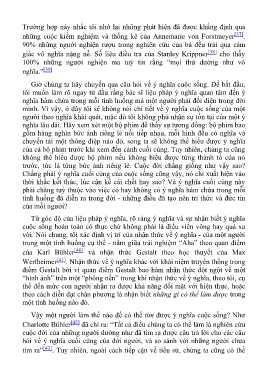 Trường hợp này nhắc tôi nhớ lại những phát hiện đã được khẳng định qua
những cuộc kiểm nghiệm và thống kê của Annemarie von Forstmeyer[37],
90% những người nghiện rượu trong nghiên cứu của bà đều trải qua cảm
giác vô nghĩa nặng nề. Số liệu điều tra của Stanley Krippner[38] cho thấy
100% những người nghiện ma tuý tin rằng “mọi thứ dường như vô
nghĩa.”[39]
Giờ chúng ta hãy chuyển qua câu hỏi về ý nghĩa cuộc sống. Để bắt đầu,
tôi muốn làm rõ ngay từ đầu rằng bác sĩ liệu pháp ý nghĩa quan tâm đến ý
nghĩa hàm chứa trong mỗi tình huống mà một người phải đối diện trong đời
mình. Vì vậy, ở đây tôi sẽ không nói chi tiết về ý nghĩa cuộc sống của một
người theo nghĩa khái quát, mặc dù tôi không phủ nhận sự tồn tại của một ý
nghĩa lâu dài. Hãy xem xét một bộ phim để thấy sự tương đồng: bộ phim bao
gồm hàng nghìn bức ảnh riêng lẻ nối tiếp nhau, mỗi hình đều có nghĩa và
chuyển tải một thông điệp nào đó, song ta sẽ không thể hiểu được ý nghĩa
của cả bộ phim trước khi xem đến cảnh cuối cùng. Tuy nhiên, chúng ta cũng
không thể hiểu được bộ phim nếu không hiểu được từng thành tố của nó
trước, tức là từng bức ảnh riêng lẻ. Cuộc đời chẳng giống như vậy sao?
Chẳng phải ý nghĩa cuối cùng của cuộc sống cũng vậy, nó chỉ xuất hiện vào
thời khắc kết thúc, lúc cận kề cái chết hay sao? Và ý nghĩa cuối cùng này
phải chăng tuỳ thuộc vào việc có hay không có ý nghĩa hàm chứa trong mỗi
tình huống đã diễn ra trong đời - những điều đã tạo nên tri thức và đức tin
của mỗi người?
Từ góc độ của liệu pháp ý nghĩa, rõ ràng ý nghĩa và sự nhận biết ý nghĩa
cuộc sống hoàn toàn có thực chứ không phải là điều viển vông hay quá xa
vời. Nói chung, tôi xác định vị trí của nhận thức về ý nghĩa - của một người
trong một tình huống cụ thể - nằm giữa trải nghiệm “Aha” theo quan điểm
của Karl Bühler[40] và nhận thức Gestalt theo học thuyết của Max
Wertheimer[41]. Nhận thức về ý nghĩa khác với khái niệm truyền thống trong
điểm Gestalt bởi vì quan điểm Gestalt bao hàm nhận thức đột ngột về một
“hình ảnh” trên một “phông nền” trong khi nhận thức về ý nghĩa, theo tôi, cụ
thể đến mức con người nhận ra được khả năng đối mặt với hiện thực, hoặc
theo cách diễn đạt chân phương là nhận biết những gì có thể làm được trong
một tình huống nào đó.
Vậy một người làm thế nào để có thể tìm được ý nghĩa cuộc sống? Như
Charlotte Bühler[42] đã chỉ ra: “Tất cả điều chúng ta có thể làm là nghiên cứu
cuộc đời của những người dường như đã tìm ra được câu trả lời cho các câu
hỏi về ý nghĩa cuối cùng của đời người, và so sánh với những người chưa
tìm ra”[43]. Tuy nhiên, ngoài cách tiếp cận về tiểu sử, chúng ta cũng có thể